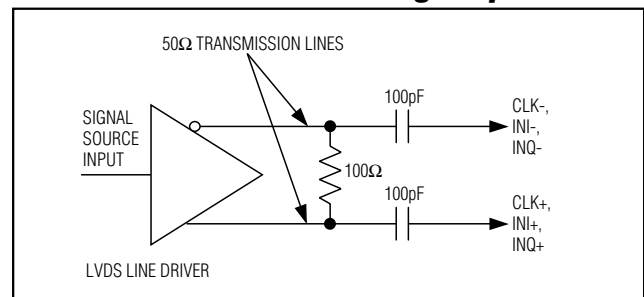 50Ω TRANSMISSION LINES
100pF
SIGNAL
SOURCE
INPUT
CLK-,
INI-,
INQ-
100Ω
100pF
CLK+,
INI+,
INQ+
LVDS LINE DRIVER